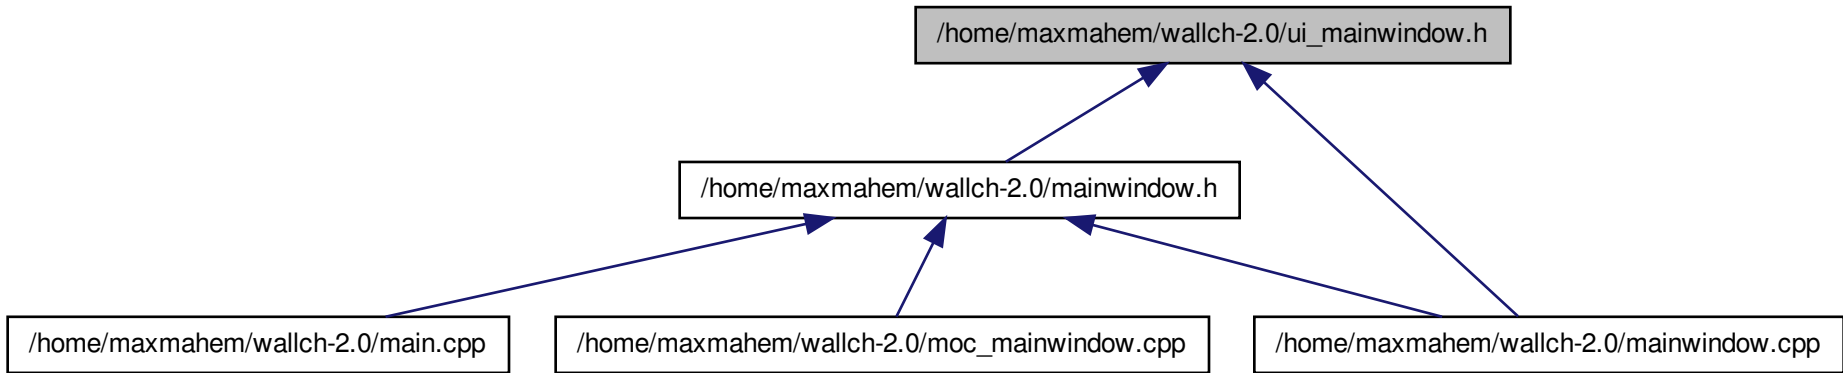 /home/maxmahem/wallch-2.0/ui_mainwindow.h
/home/maxmahem/wallch-2.0/mainwindow.h
/home/maxmahem/wallch-2.0/main.cpp
/home/maxmahem/wallch-2.0/moc_mainwindow.cpp
/home/maxmahem/wallch-2.0/mainwindow.cpp